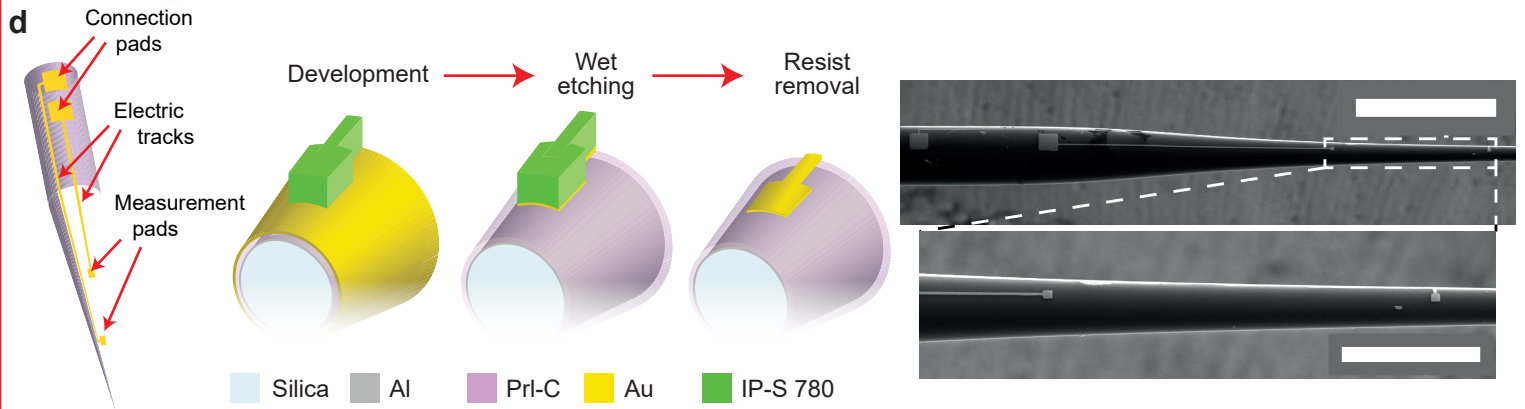 d
Connection
pads
Electric
tracks
Measurement
pads
Development
Wet
etching
Resist
removal
Silica
Al
Prl-C
Au
IP-S 780